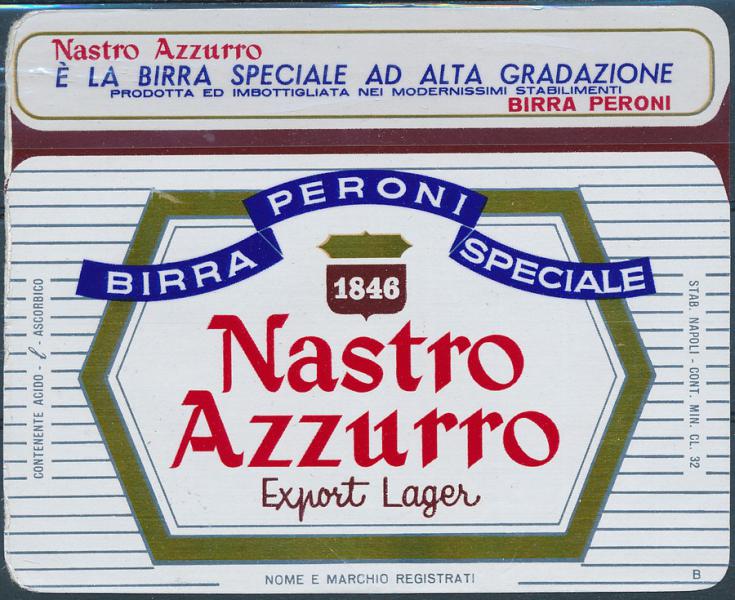 Nastro Azzurro
È LA BIRRA SPECIALE AD ALTA GRADAZIONE
PRODOTTA ED IMBOTTIGLIATA NEI MODERNISSIMI STABILIMENTI
BIRRA PERONI
BIRRA PERONI SPECIALE
1846
Nastro
Azzurro
Export Lager
CONTENENTE ACIDO - l - ASCORBICO
STAB. NAPOLI - CONT. MIN. CL. 32
NOME E MARCHIO REGISTRATI
B